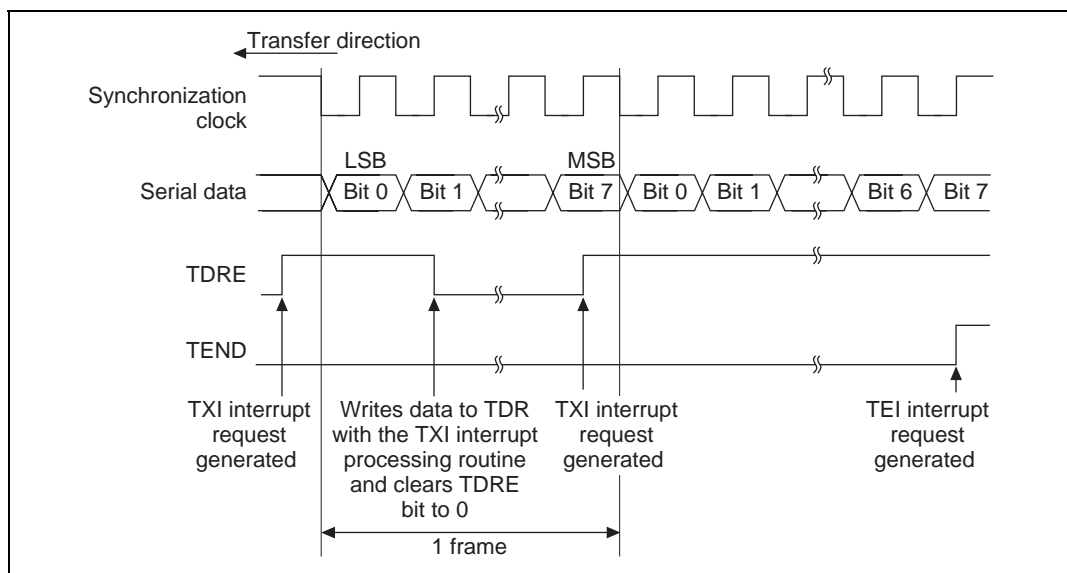 Transfer direction
Synchronization
clock
LSB
MSB
Serial data
Bit 0
Bit 1
Bit 7
Bit 0
Bit 1
Bit 6
Bit 7
TDRE
TEND
TXI interrupt
request
generated
Writes data to TDR
with the TXI interrupt
processing routine
and clears TDRE
bit to 0
TXI interrupt
request
generated
TEI interrupt
request
generated
1 frame